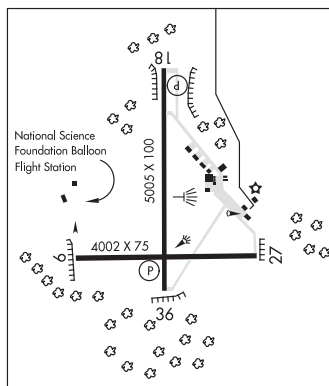 18
P
National Science
Foundation Balloon
Flight Station
5005 X 100
4002 X 75
9
27
P
36